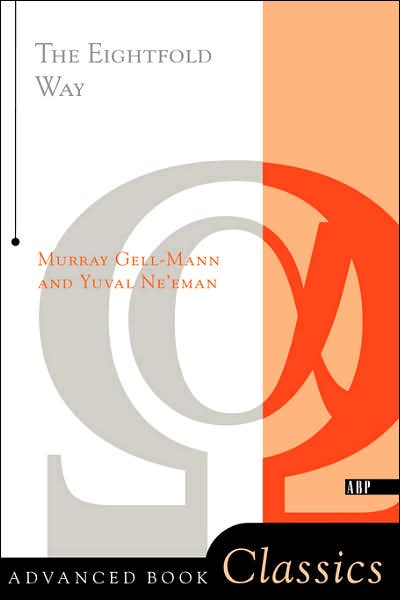 The Eightfold
Way
Murray Gell-Mann
and Yuval Ne'eman
ABP
Advanced Book Classics